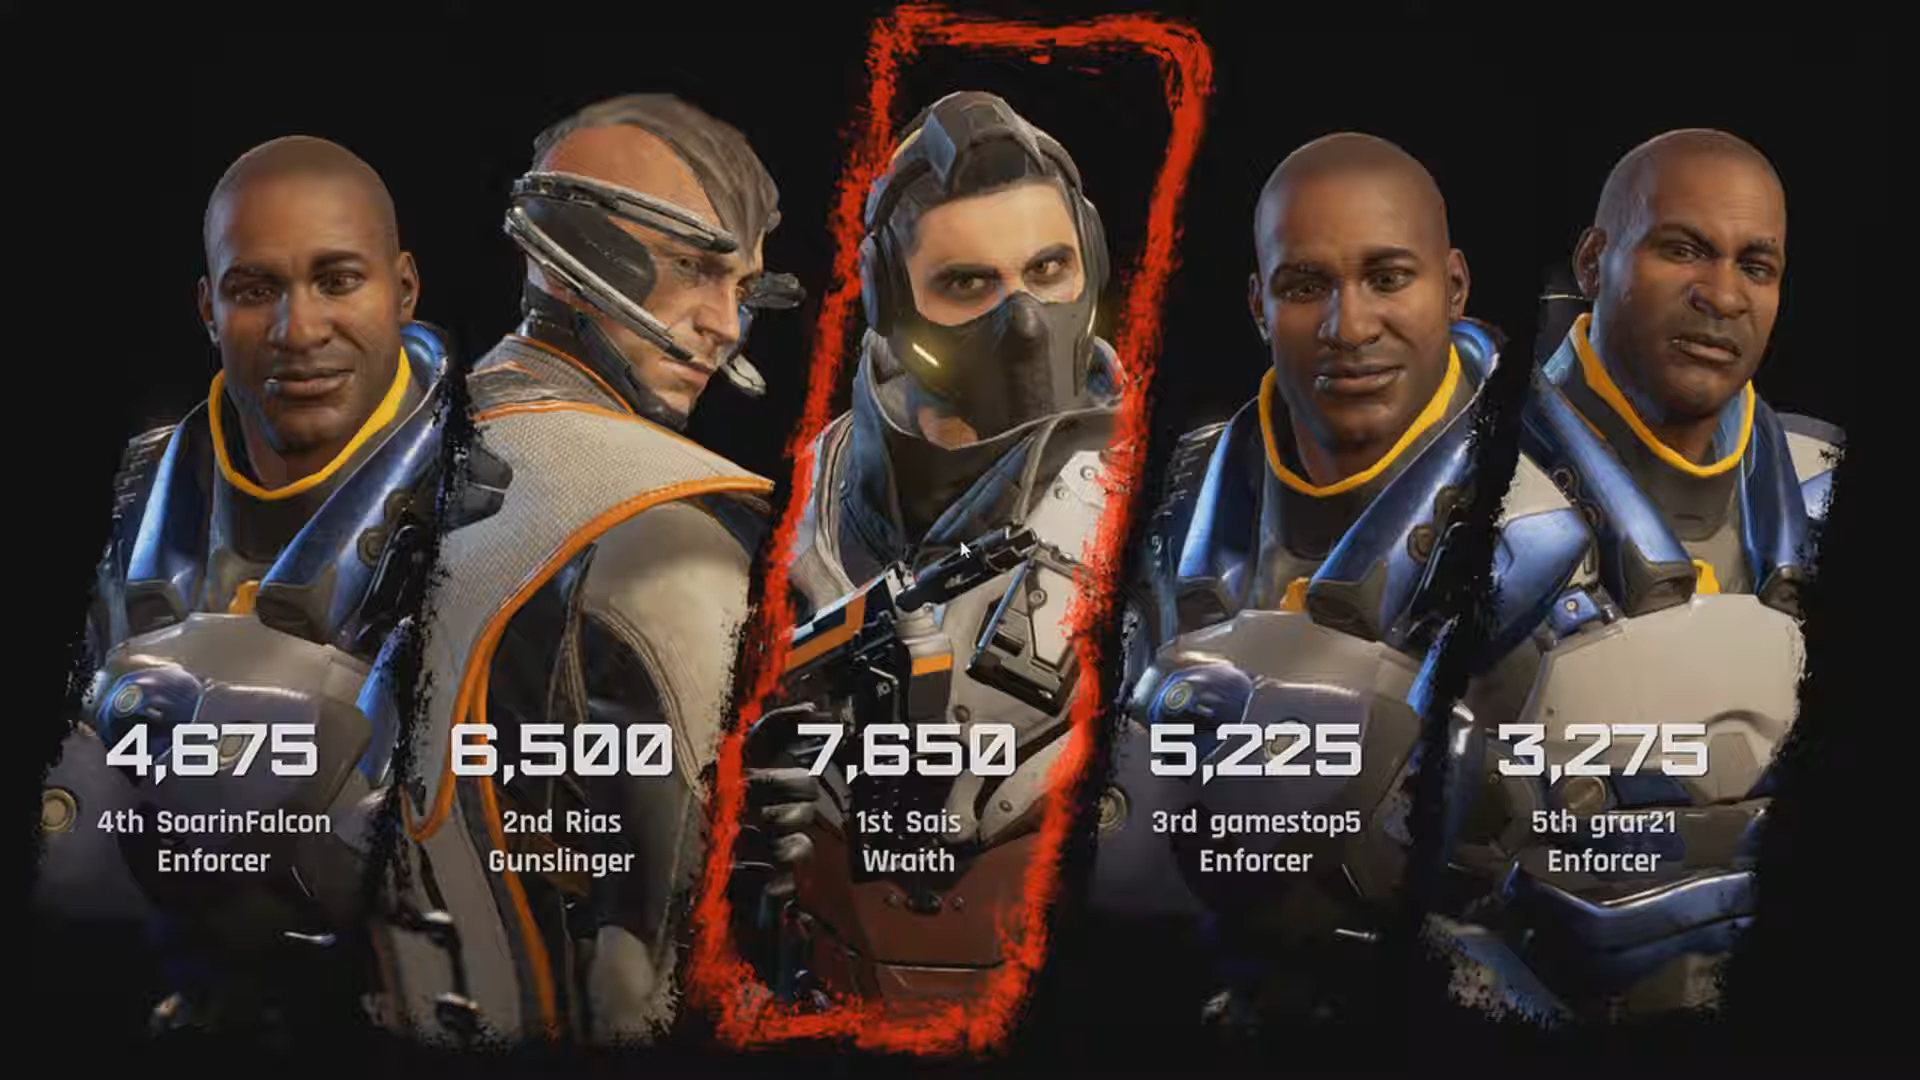 4,675
4th SoarinFalcon
Enforcer
6,500
2nd Rias
Gunslinger
7,650
1st Sais
Wraith
5,225
3rd gamestop5
Enforcer
3,275
5th grar21
Enforcer